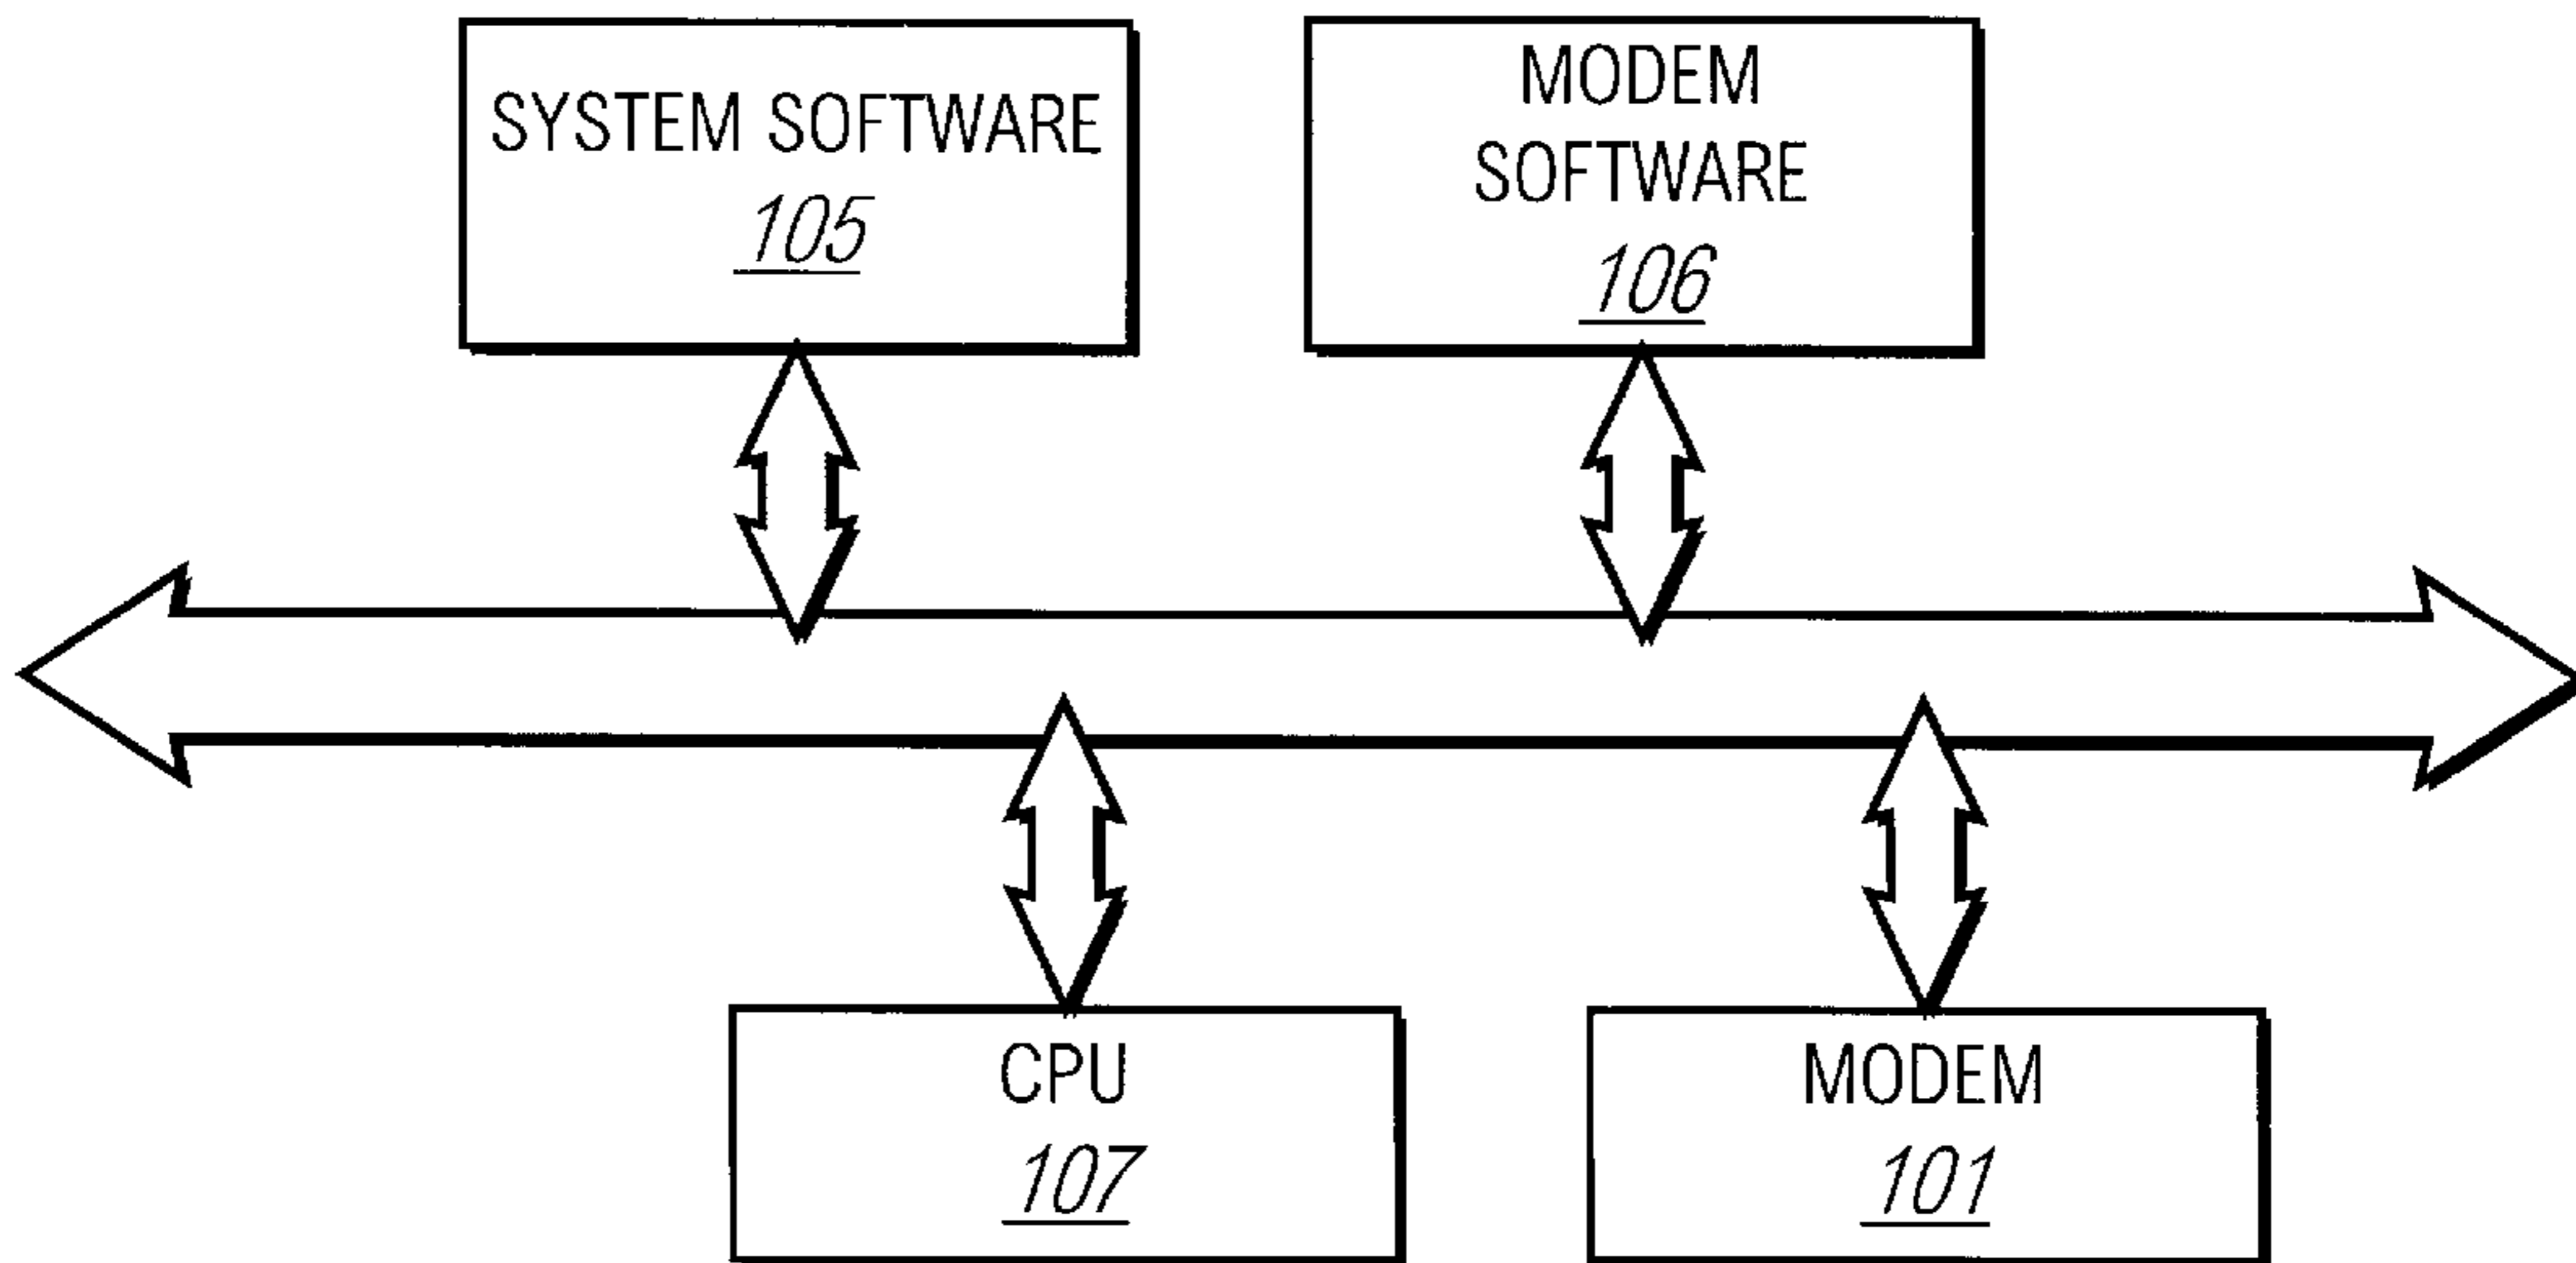 SYSTEM SOFTWARE
105
MODEM
SOFTWARE
106
CPU
107
MODEM
101